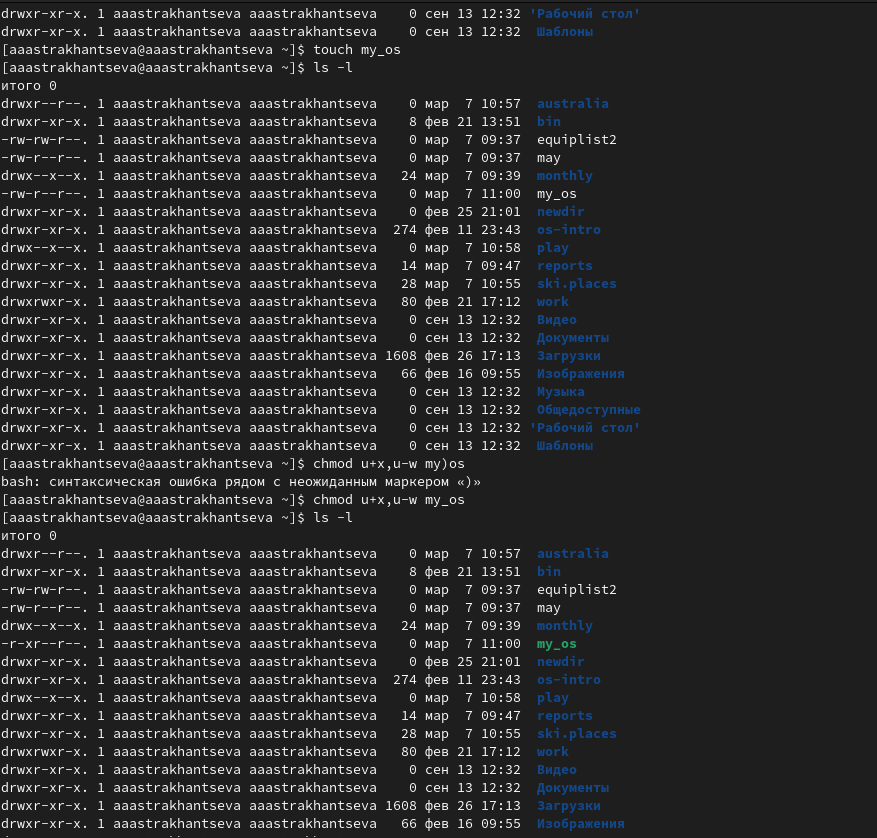 drwxr-xr-x. 1 aaastrakhantseva aaastrakhantseva    0 сен 13 12:32 'Рабочий стол'
drwxr-xr-x. 1 aaastrakhantseva aaastrakhantseva    0 сен 13 12:32  Шаблоны
[aaastrakhantseva@aaastrakhantseva ~]$ touch my_os
[aaastrakhantseva@aaastrakhantseva ~]$ ls -l
итого 0
drwxr--r--. 1 aaastrakhantseva aaastrakhantseva    0 мар  7 10:57  australia
drwxr-xr-x. 1 aaastrakhantseva aaastrakhantseva    8 фев 21 13:51  bin
-rw-rw-r--. 1 aaastrakhantseva aaastrakhantseva    0 мар  7 09:37  equiplist2
-rw-r--r--. 1 aaastrakhantseva aaastrakhantseva    0 мар  7 09:37  may
drwx--x--x. 1 aaastrakhantseva aaastrakhantseva   24 мар  7 09:39  monthly
-rw-r--r--. 1 aaastrakhantseva aaastrakhantseva    0 мар  7 11:00  my_os
drwxr-xr-x. 1 aaastrakhantseva aaastrakhantseva    0 фев 25 21:01  newdir
drwxr-xr-x. 1 aaastrakhantseva aaastrakhantseva  274 фев 11 23:43  os-intro
drwx--x--x. 1 aaastrakhantseva aaastrakhantseva    0 мар  7 10:58  play
drwxr-xr-x. 1 aaastrakhantseva aaastrakhantseva   14 мар  7 09:47  reports
drwxr-xr-x. 1 aaastrakhantseva aaastrakhantseva   28 мар  7 10:55  ski.places
drwxrwxr-x. 1 aaastrakhantseva aaastrakhantseva   80 фев 21 17:12  work
drwxr-xr-x. 1 aaastrakhantseva aaastrakhantseva    0 сен 13 12:32  Видео
drwxr-xr-x. 1 aaastrakhantseva aaastrakhantseva    0 сен 13 12:32  Документы
drwxr-xr-x. 1 aaastrakhantseva aaastrakhantseva 1608 фев 26 17:13  Загрузки
drwxr-xr-x. 1 aaastrakhantseva aaastrakhantseva   66 фев 16 09:55  Изображения
drwxr-xr-x. 1 aaastrakhantseva aaastrakhantseva    0 сен 13 12:32  Музыка
drwxr-xr-x. 1 aaastrakhantseva aaastrakhantseva    0 сен 13 12:32  Общедоступные
drwxr-xr-x. 1 aaastrakhantseva aaastrakhantseva    0 сен 13 12:32 'Рабочий стол'
drwxr-xr-x. 1 aaastrakhantseva aaastrakhantseva    0 сен 13 12:32  Шаблоны
[aaastrakhantseva@aaastrakhantseva ~]$ chmod u+x,u-w my)os
bash: синтаксическая ошибка рядом с неожиданным маркером «)»
[aaastrakhantseva@aaastrakhantseva ~]$ chmod u+x,u-w my_os
[aaastrakhantseva@aaastrakhantseva ~]$ ls -l
итого 0
drwxr--r--. 1 aaastrakhantseva aaastrakhantseva    0 мар  7 10:57  australia
drwxr-xr-x. 1 aaastrakhantseva aaastrakhantseva    8 фев 21 13:51  bin
-rw-rw-r--. 1 aaastrakhantseva aaastrakhantseva    0 мар  7 09:37  equiplist2
-rw-r--r--. 1 aaastrakhantseva aaastrakhantseva    0 мар  7 09:37  may
drwx--x--x. 1 aaastrakhantseva aaastrakhantseva   24 мар  7 09:39  monthly
-r-xr--r--. 1 aaastrakhantseva aaastrakhantseva    0 мар  7 11:00  my_os
drwxr-xr-x. 1 aaastrakhantseva aaastrakhantseva    0 фев 25 21:01  newdir
drwxr-xr-x. 1 aaastrakhantseva aaastrakhantseva  274 фев 11 23:43  os-intro
drwx--x--x. 1 aaastrakhantseva aaastrakhantseva    0 мар  7 10:58  play
drwxr-xr-x. 1 aaastrakhantseva aaastrakhantseva   14 мар  7 09:47  reports
drwxr-xr-x. 1 aaastrakhantseva aaastrakhantseva   28 мар  7 10:55  ski.places
drwxrwxr-x. 1 aaastrakhantseva aaastrakhantseva   80 фев 21 17:12  work
drwxr-xr-x. 1 aaastrakhantseva aaastrakhantseva    0 сен 13 12:32  Видео
drwxr-xr-x. 1 aaastrakhantseva aaastrakhantseva    0 сен 13 12:32  Документы
drwxr-xr-x. 1 aaastrakhantseva aaastrakhantseva 1608 фев 26 17:13  Загрузки
drwxr-xr-x. 1 aaastrakhantseva aaastrakhantseva   66 фев 16 09:55  Изображения